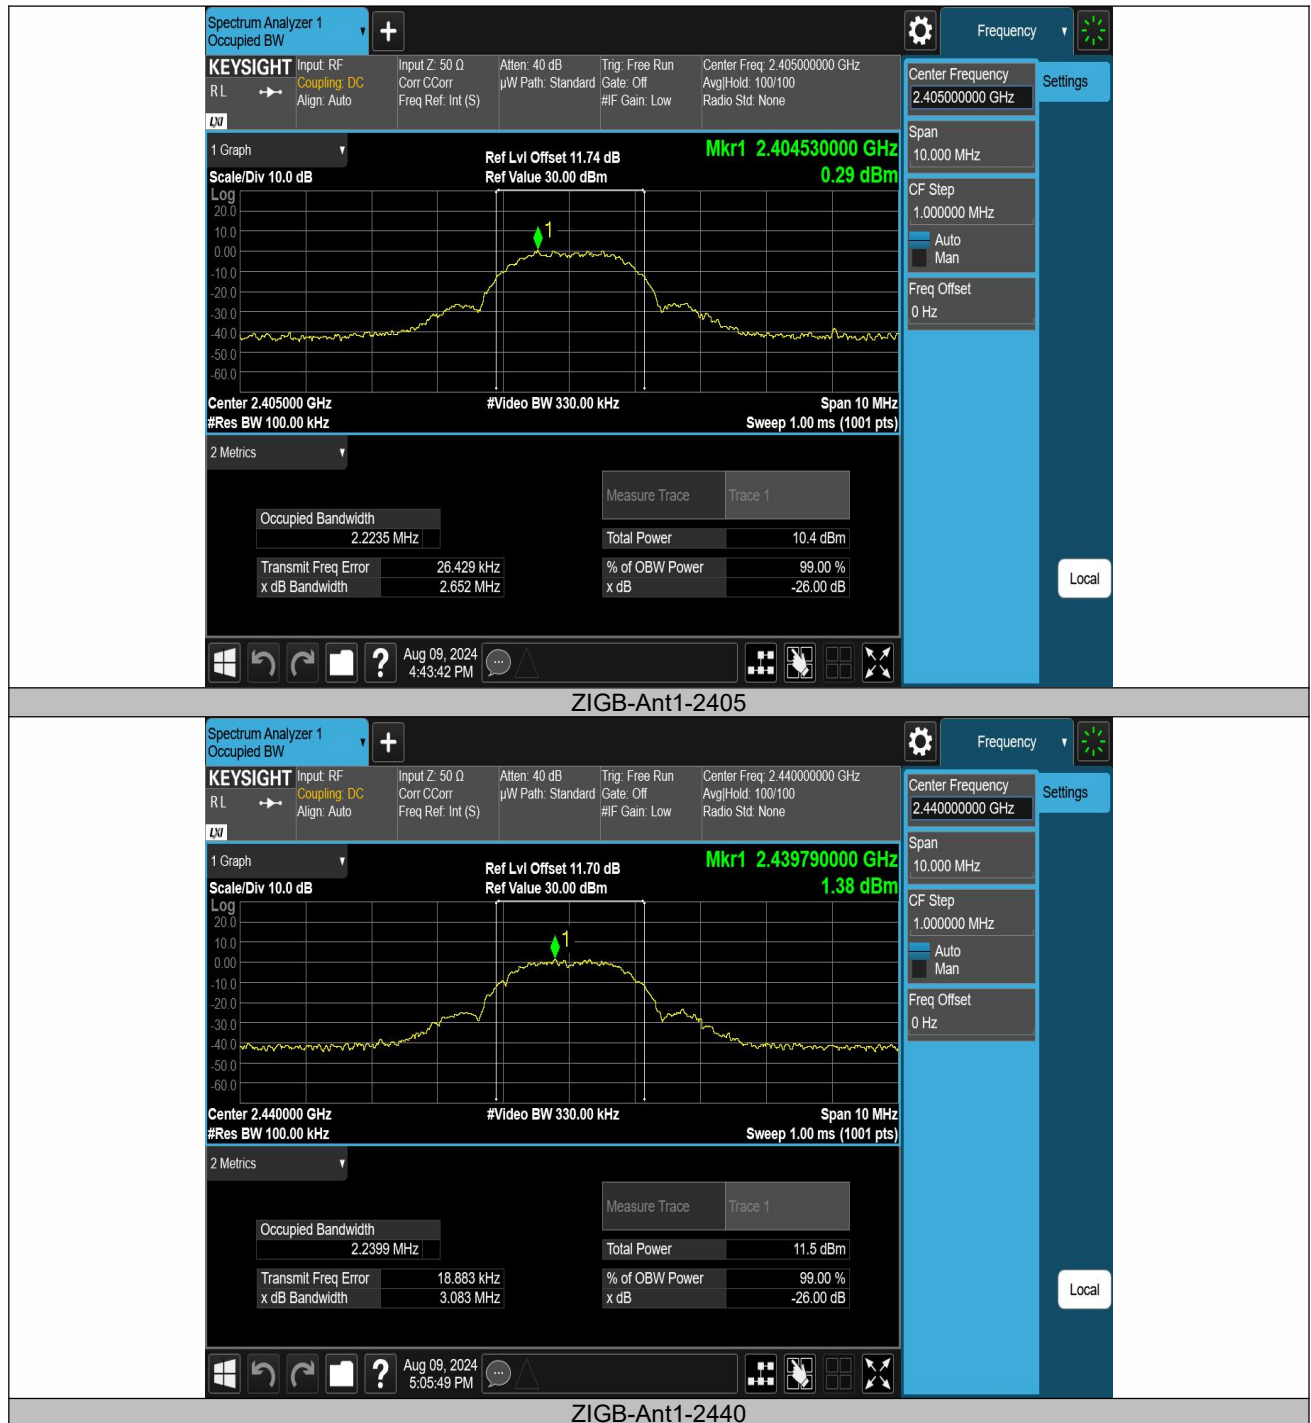 Spectrum Analyzer 1
Occupied BW
Frequency
KEYSIGHT
R L
LXI
Input: RF
Coupling: DC
Align: Auto
Input Z: 50 Ω
Corr CCorr
Freq Ref: Int (S)
Atten: 40 dB
µW Path: Standard
Trig: Free Run
Gate: Off
#IF Gain: Low
Center Freq: 2.405000000 GHz
Avg|Hold: 100/100
Radio Std: None
Center Frequency
2.405000000 GHz
Settings
Span
10.000 MHz
CF Step
1.000000 MHz
Auto
Man
Freq Offset
0 Hz
Local
1 Graph
Scale/Div 10.0 dB
Ref Lvl Offset 11.74 dB
Ref Value 30.00 dBm
Mkr1 2.404530000 GHz
0.29 dBm
Log
20.0
10.0
0.00
-10.0
-20.0
-30.0
-40.0
-50.0
-60.0
1
Center 2.405000 GHz
#Video BW 330.00 kHz
Span 10 MHz
#Res BW 100.00 kHz
Sweep 1.00 ms (1001 pts)
2 Metrics
Measure Trace
Trace 1
Occupied Bandwidth
2.2235 MHz
Total Power
10.4 dBm
Transmit Freq Error
26.429 kHz
% of OBW Power
99.00 %
x dB Bandwidth
2.652 MHz
x dB
-26.00 dB
Aug 09, 2024
4:43:42 PM
ZIGB-Ant1-2405
Spectrum Analyzer 1
Occupied BW
Frequency
KEYSIGHT
R L
LXI
Input: RF
Coupling: DC
Align: Auto
Input Z: 50 Ω
Corr CCorr
Freq Ref: Int (S)
Atten: 40 dB
µW Path: Standard
Trig: Free Run
Gate: Off
#IF Gain: Low
Center Freq: 2.440000000 GHz
Avg|Hold: 100/100
Radio Std: None
Center Frequency
2.440000000 GHz
Settings
Span
10.000 MHz
CF Step
1.000000 MHz
Auto
Man
Freq Offset
0 Hz
Local
1 Graph
Scale/Div 10.0 dB
Ref Lvl Offset 11.70 dB
Ref Value 30.00 dBm
Mkr1 2.439790000 GHz
1.38 dBm
Log
20.0
10.0
0.00
-10.0
-20.0
-30.0
-40.0
-50.0
-60.0
1
Center 2.440000 GHz
#Video BW 330.00 kHz
Span 10 MHz
#Res BW 100.00 kHz
Sweep 1.00 ms (1001 pts)
2 Metrics
Measure Trace
Trace 1
Occupied Bandwidth
2.2399 MHz
Total Power
11.5 dBm
Transmit Freq Error
18.883 kHz
% of OBW Power
99.00 %
x dB Bandwidth
3.083 MHz
x dB
-26.00 dB
Aug 09, 2024
5:05:49 PM
ZIGB-Ant1-2440